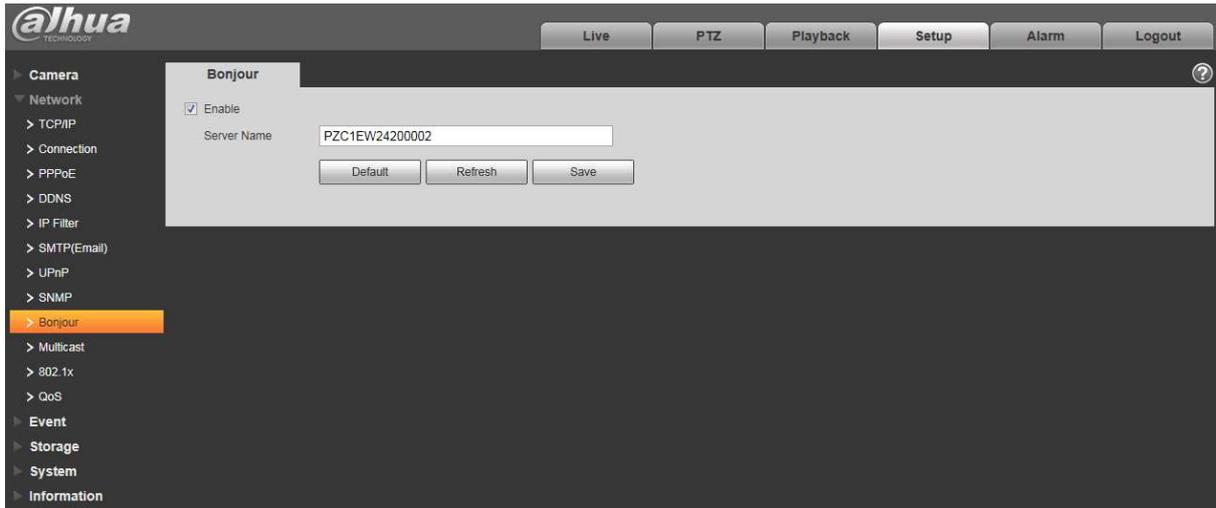 alhua
TECHNOLOGY
Live PTZ Playback Setup Alarm Logout
Camera
Network
> TCP/IP
> Connection
> PPPoE
> DDNS
> IP Filter
> SMTP(Email)
> UPnP
> SNMP
> Bonjour
> Multicast
> 802.1x
> QoS
Event
Storage
System
Information
Bonjour
?
Enable
Server Name PZC1EW24200002
Default Refresh Save